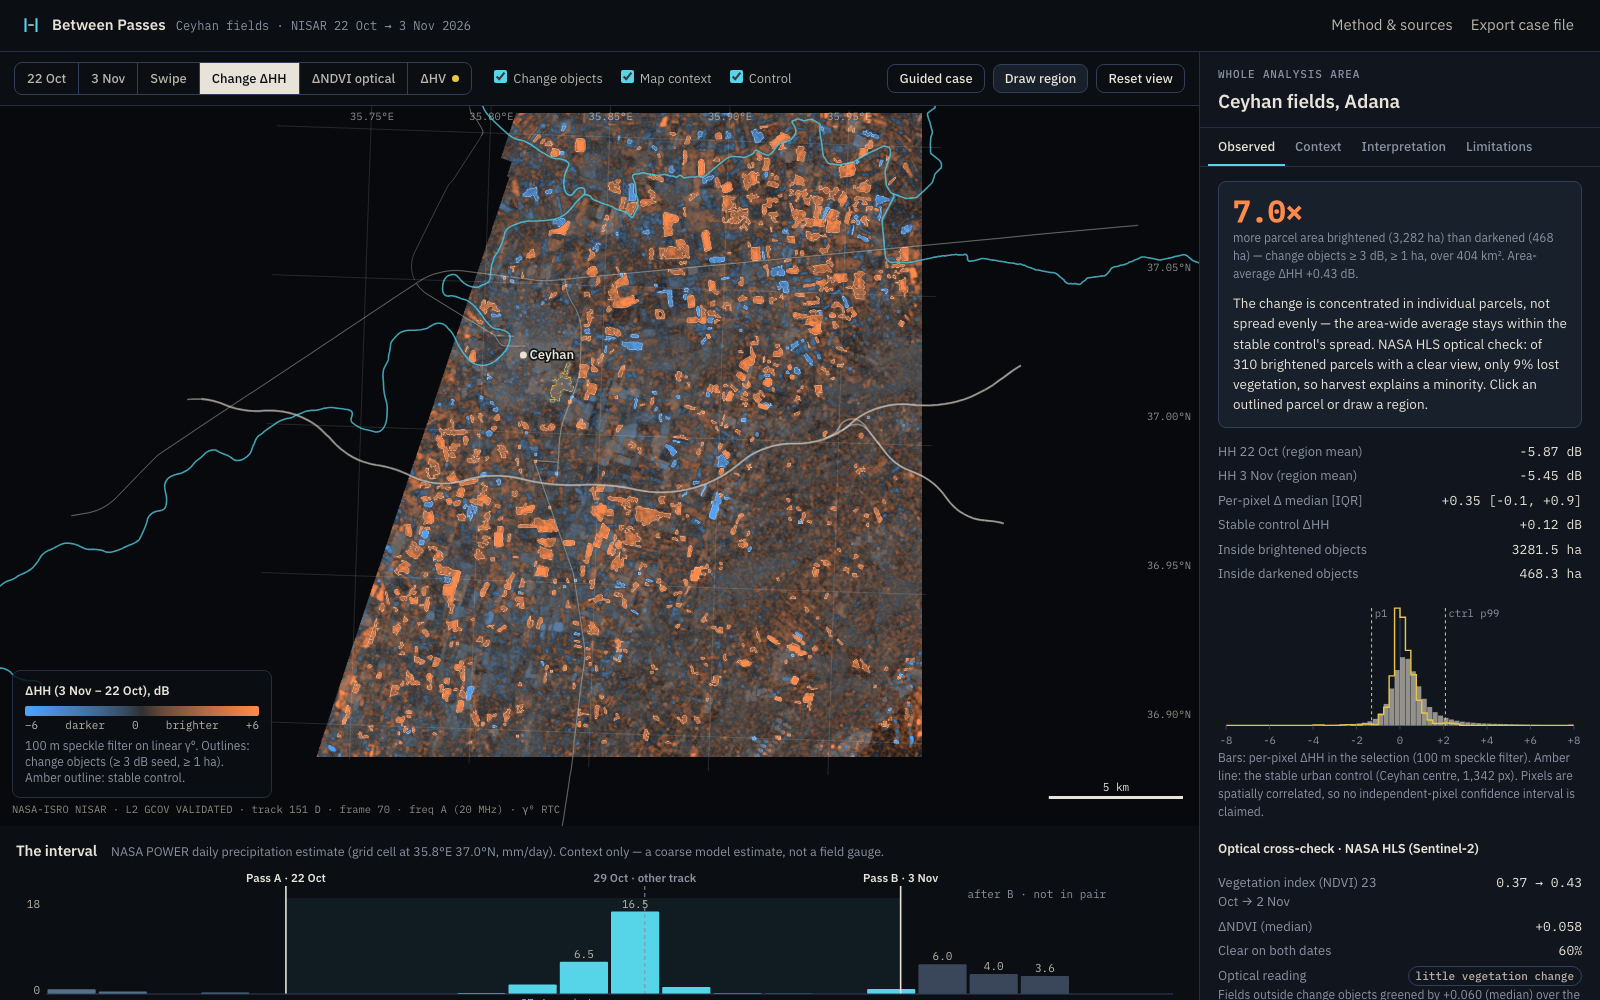 Between Passes Ceyhan fields · NISAR 22 Oct → 3 Nov 2026
Method & sources Export case file
22 Oct 3 Nov Swipe Change ΔHH ΔNDVI optical ΔHV
Change objects Map context Control
Guided case Draw region Reset view
35.75°E 35.80°E 35.85°E 35.90°E 35.95°E
37.05°N
Ceyhan
37.00°N
36.95°N
36.90°N
ΔHH (3 Nov − 22 Oct), dB
−6 darker 0 brighter +6
100 m speckle filter on linear γ⁰. Outlines:
change objects (≥ 3 dB seed, ≥ 1 ha).
Amber outline: stable control.
5 km
NASA-ISRO NISAR · L2 GCOV VALIDATED · track 151 D · frame 70 · freq A (20 MHz) · γ⁰ RTC
The interval NASA POWER daily precipitation estimate (grid cell at 35.8°E 37.0°N, mm/day). Context only — a coarse model estimate, not a field gauge.
Pass A · 22 Oct 29 Oct · other track Pass B · 3 Nov
after B · not in pair
18
16.5
6.5
6.0
4.0
3.6
0
WHOLE ANALYSIS AREA
Ceyhan fields, Adana
Observed Context Interpretation Limitations
7.0×
more parcel area brightened (3,282 ha) than darkened (468
ha) — change objects ≥ 3 dB, ≥ 1 ha, over 404 km². Area-
average ΔHH +0.43 dB.
The change is concentrated in individual parcels, not
spread evenly — the area-wide average stays within the
stable control's spread. NASA HLS optical check: of
310 brightened parcels with a clear view, only 9% lost
vegetation, so harvest explains a minority. Click an
outlined parcel or draw a region.
HH 22 Oct (region mean) -5.87 dB
HH 3 Nov (region mean) -5.45 dB
Per-pixel Δ median [IQR] +0.35 [-0.1, +0.9]
Stable control ΔHH +0.12 dB
Inside brightened objects 3281.5 ha
Inside darkened objects 468.3 ha
p1 ctrl p99
-8 -6 -4 -2 0 +2 +4 +6 +8
Bars: per-pixel ΔHH in the selection (100 m speckle filter). Amber
line: the stable urban control (Ceyhan centre, 1,342 px). Pixels are
spatially correlated, so no independent-pixel confidence interval is
claimed.
Optical cross-check · NASA HLS (Sentinel-2)
Vegetation index (NDVI) 23 0.37 → 0.43
Oct → 2 Nov
ΔNDVI (median) +0.058
Clear on both dates 60%
Optical reading little vegetation change
Fields outside change objects greened by +0.060 (median) over the